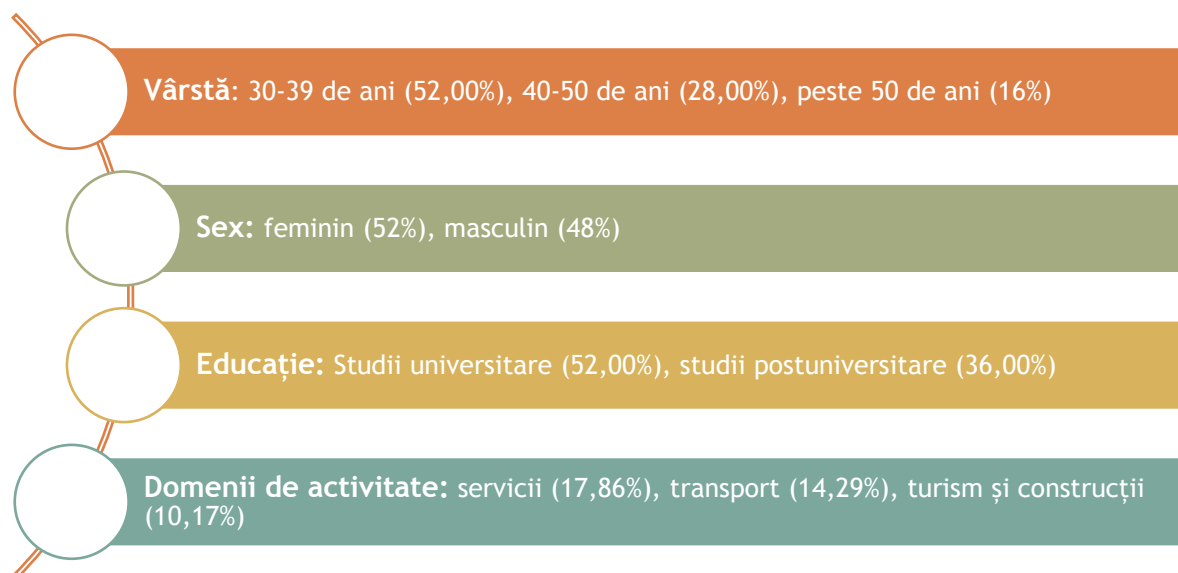 Vârstă: 30-39 de ani (52,00%), 40-50 de ani (28,00%), peste 50 de ani (16%)
Sex: feminin (52%), masculin (48%)
Educație: Studii universitare (52,00%), studii postuniversitare (36,00%)
Domenii de activitate: servicii (17,86%), transport (14,29%), turism și construcții
(10,17%)